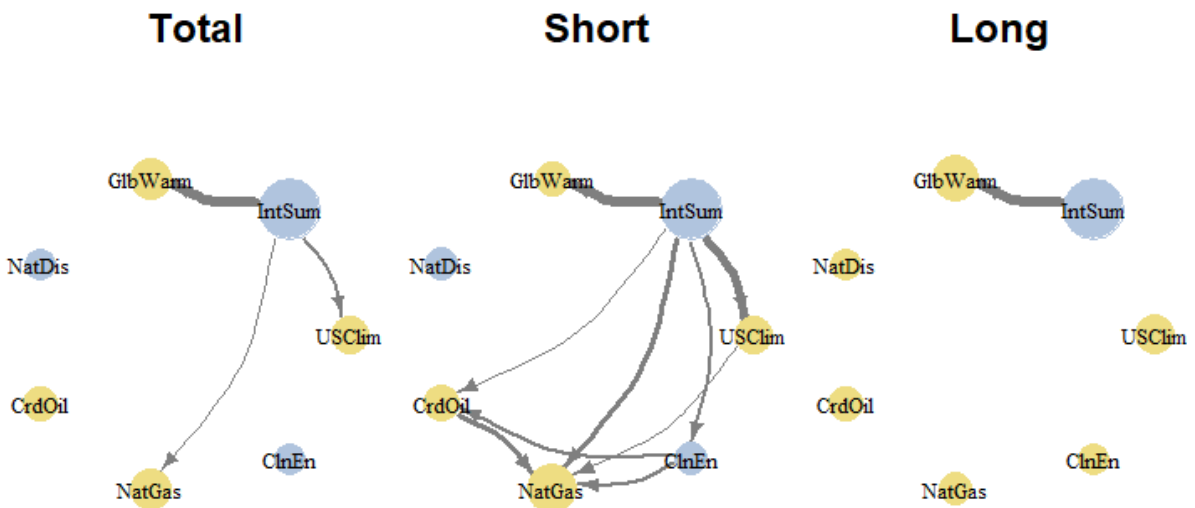 Total
GlbWarm
IntSum
NatDis
USClim
CrdOil
ClnEn
NatGas
Short
GlbWarm
IntSum
NatDis
USClim
CrdOil
ClnEn
NatGas
Long
GlbWarm
IntSum
NatDis
USClim
CrdOil
ClnEn
NatGas